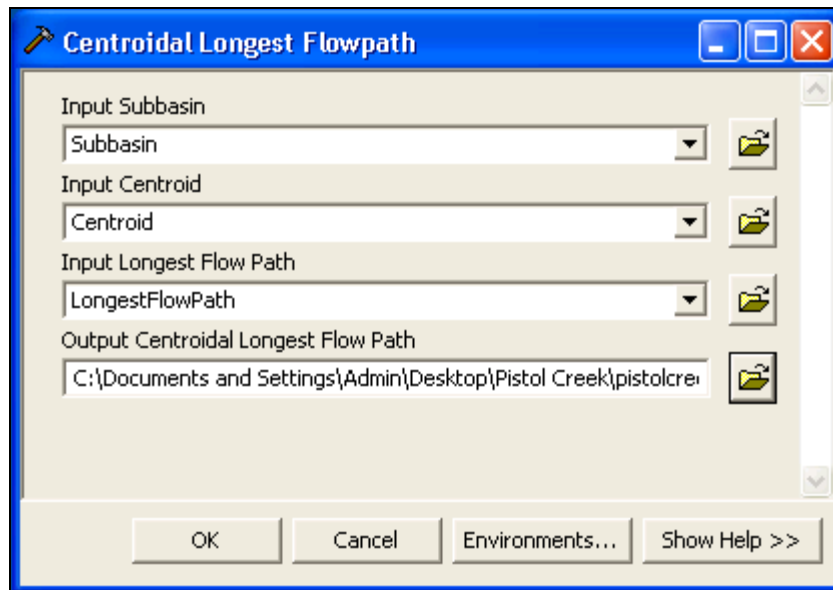 Centroidal Longest Flowpath
Input Subbasin
Subbasin
Input Centroid
Centroid
Input Longest Flow Path
LongestFlowPath
Output Centroidal Longest Flow Path
C:\Documents and Settings\Admin\Desktop\Pistol Creek\pistolcre
OK Cancel Environments... Show Help >>